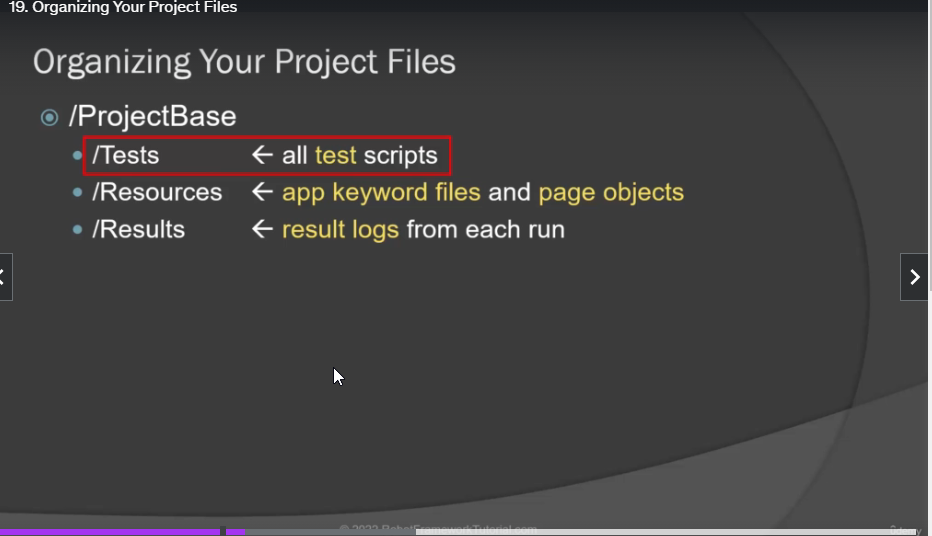 19. Organizing Your Project Files
Organizing Your Project Files
/ProjectBase
/Tests ← all test scripts
/Resources ← app keyword files and page objects
/Results ← result logs from each run
© 2022 RobotFrameworkTutorial.com